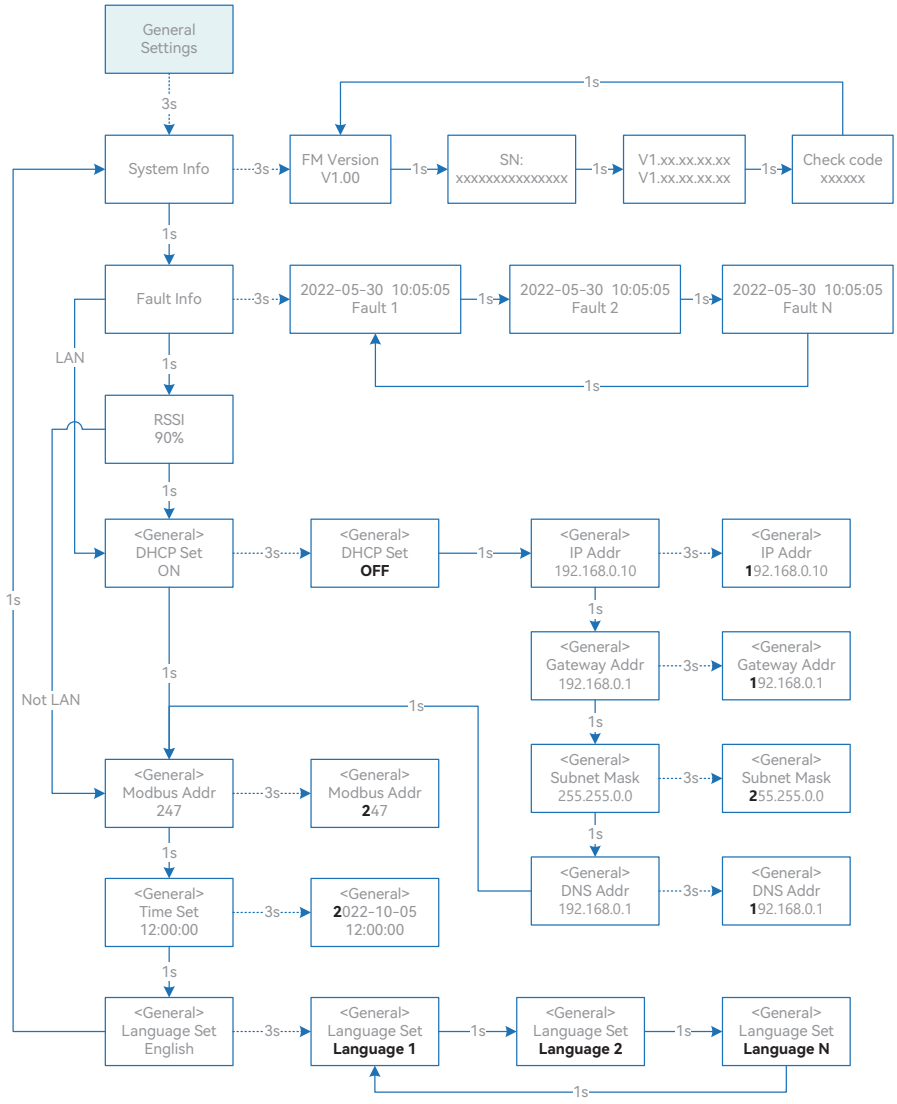 General
Settings
3s
1s
System Info
3s
FM Version
V1.00
1s
SN:
xxxxxxxxxxxxxxx
1s
V1.xx.xx.xx.xx
V1.xx.xx.xx.xx
1s
Check code
xxxxxx
1s
Fault Info
3s
2022-05-30 10:05:05
Fault 1
1s
2022-05-30 10:05:05
Fault 2
1s
2022-05-30 10:05:05
Fault N
LAN
1s
1s
RSSI
90%
1s
<General>
DHCP Set
ON
3s
<General>
DHCP Set
OFF
1s
<General>
IP Addr
192.168.0.10
3s
<General>
IP Addr
192.168.0.10
1s
1s
<General>
Gateway Addr
192.168.0.1
3s
<General>
Gateway Addr
192.168.0.1
1s
Not LAN
1s
1s
<General>
Modbus Addr
247
3s
<General>
Modbus Addr
247
<General>
Subnet Mask
255.255.0.0
3s
<General>
Subnet Mask
255.255.0.0
1s
1s
<General>
Time Set
12:00:00
3s
<General>
2022-10-05
12:00:00
<General>
DNS Addr
192.168.0.1
3s
<General>
DNS Addr
192.168.0.1
1s
<General>
Language Set
English
3s
<General>
Language Set
Language 1
1s
<General>
Language Set
Language 2
1s
<General>
Language Set
Language N
1s